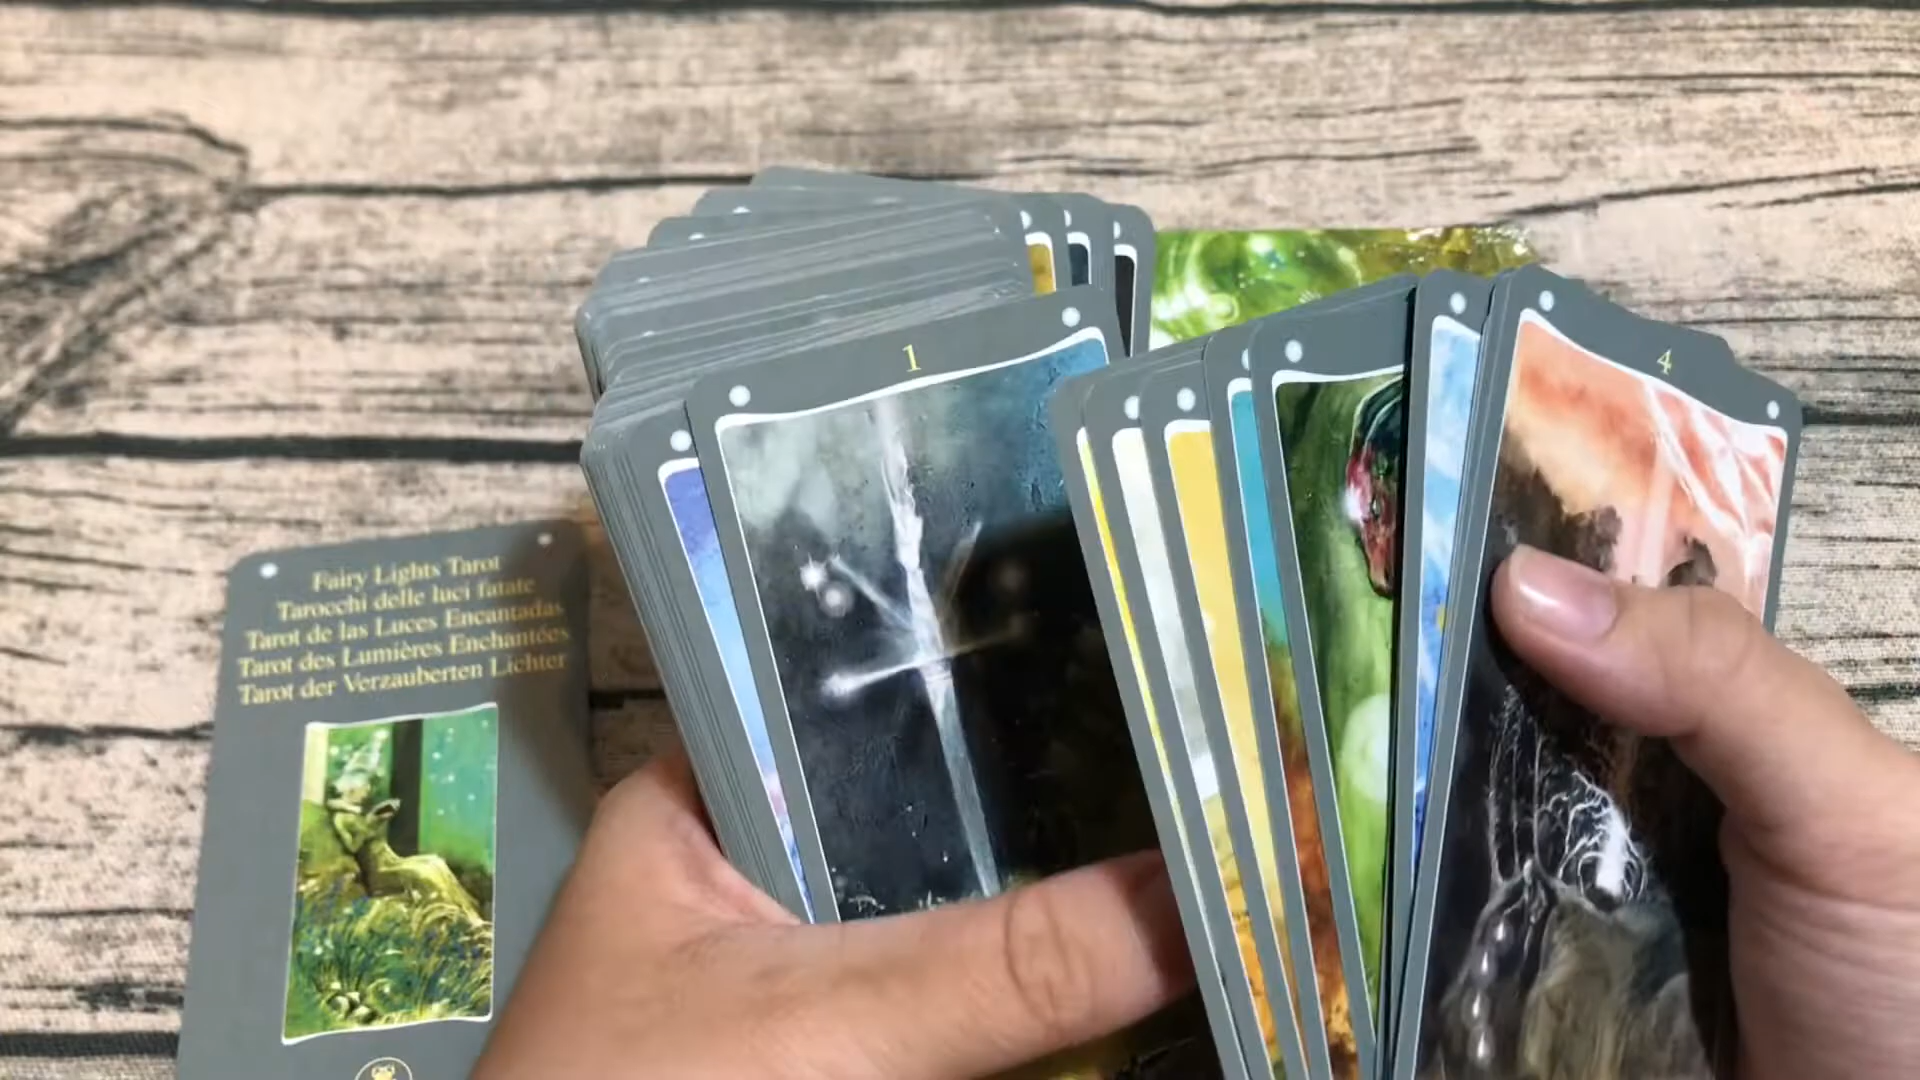 1
4
Fairy Lights Tarot
Tarocchi delle luci fatate
Tarot de las Luces Encantadas
Tarot des Lumières Enchantées
Tarot der Verzauberten Lichter